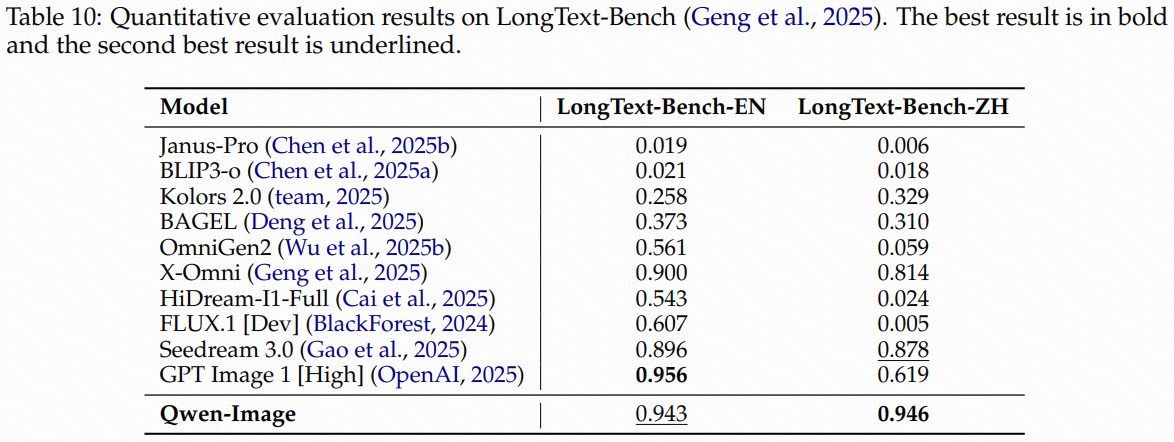 Table 10: Quantitative evaluation results on LongText-Bench (Geng et al., 2025). The best result is in bold
and the second best result is underlined.
Model LongText-Bench-EN LongText-Bench-ZH
Janus-Pro (Chen et al., 2025b) 0.019 0.006
BLIP3-o (Chen et al., 2025a) 0.021 0.018
Kolors 2.0 (team, 2025) 0.258 0.329
BAGEL (Deng et al., 2025) 0.373 0.310
OmniGen2 (Wu et al., 2025b) 0.561 0.059
X-Omni (Geng et al., 2025) 0.900 0.814
HiDream-I1-Full (Cai et al., 2025) 0.543 0.024
FLUX.1 [Dev] (BlackForest, 2024) 0.607 0.005
Seedream 3.0 (Gao et al., 2025) 0.896 0.878
GPT Image 1 [High] (OpenAI, 2025) 0.956 0.619
Qwen-Image 0.943 0.946